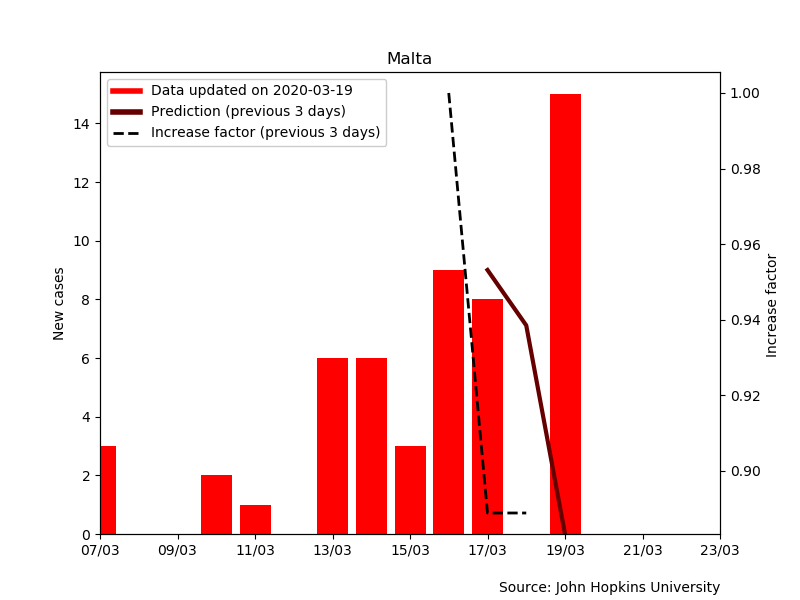 Malta
Data updated on 2020-03-19
Prediction (previous 3 days)
Increase factor (previous 3 days)
New cases
14
12
10
8
6
4
2
0
1.00
0.98
0.96
0.94
0.92
0.90
Increase factor
07/03 09/03 11/03 13/03 15/03 17/03 19/03 21/03 23/03
Source: John Hopkins University